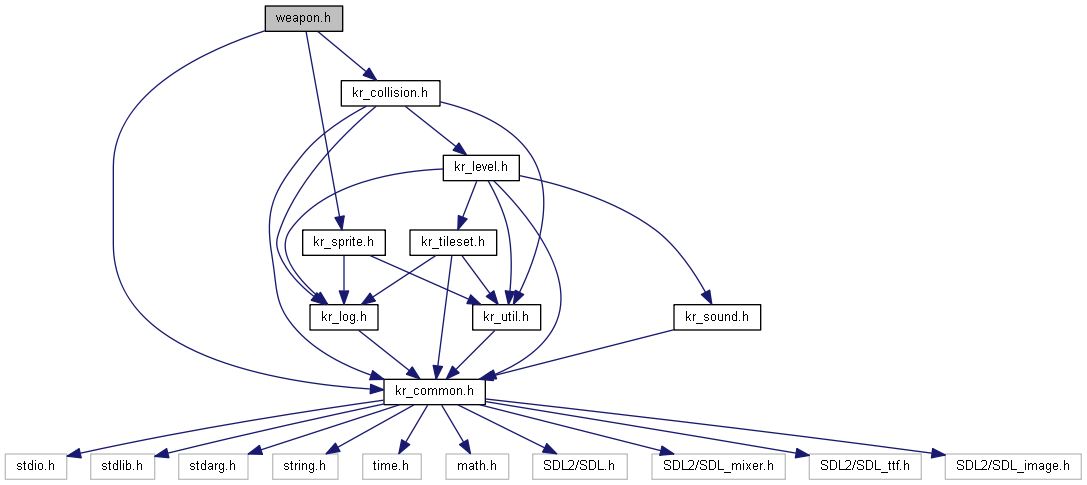 weapon.h
kr_collision.h
kr_level.h
kr_sprite.h
kr_tileset.h
kr_log.h
kr_util.h
kr_sound.h
kr_common.h
stdio.h
stdlib.h
stdarg.h
string.h
time.h
math.h
SDL2/SDL.h
SDL2/SDL_mixer.h
SDL2/SDL_ttf.h
SDL2/SDL_image.h